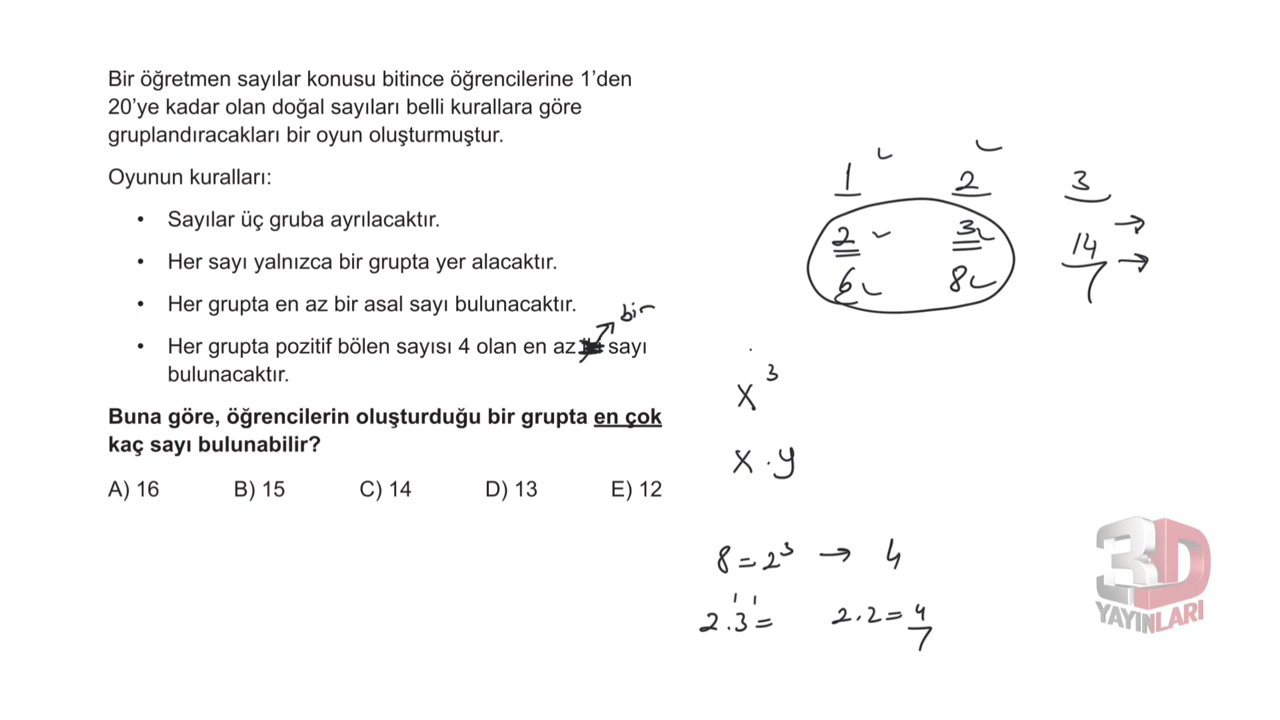 Bir öğretmen sayılar konusu bitince öğrencilerine 1’den
20’ye kadar olan doğal sayıları belli kurallara göre
gruplandıracakları bir oyun oluşturmuştur.
Oyunun kuralları:
• Sayılar üç gruba ayrılacaktır.
• Her sayı yalnızca bir grupta yer alacaktır.
• Her grupta en az bir asal sayı bulunacaktır.
bir
• Her grupta pozitif bölen sayısı 4 olan en az sayı
bulunacaktır.
Buna göre, öğrencilerin oluşturduğu bir grupta en çok
kaç sayı bulunabilir?
A) 16 B) 15 C) 14 D) 13 E) 12
1 2 3
2 3 14
6 8 7
x³
x · y
8 = 2³ → 4
1 1
2 . 3 = 2 . 2 = 4
7
3D
YAYINLARI